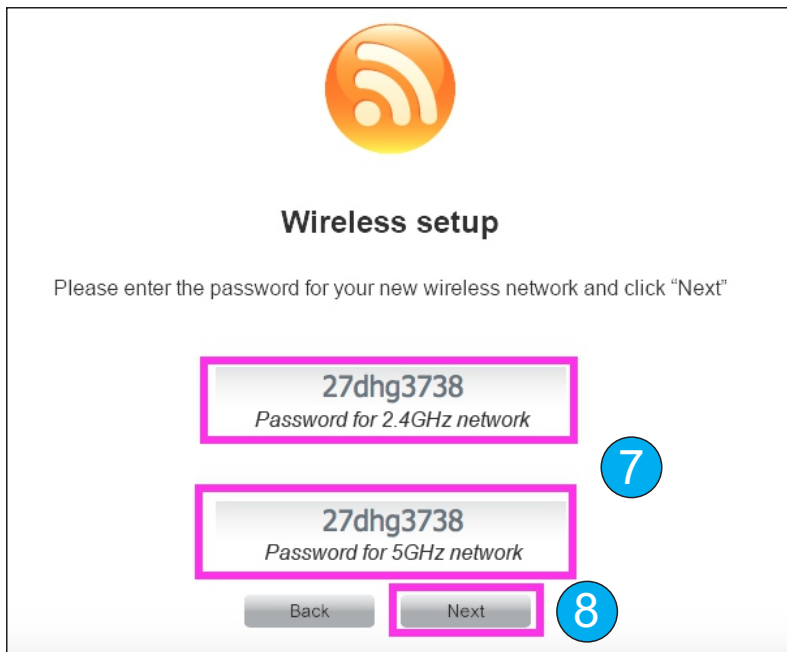 Wireless setup
Please enter the password for your new wireless network and click “Next”
27dhg3738
Password for 2.4GHz network
7
27dhg3738
Password for 5GHz network
Back Next 8